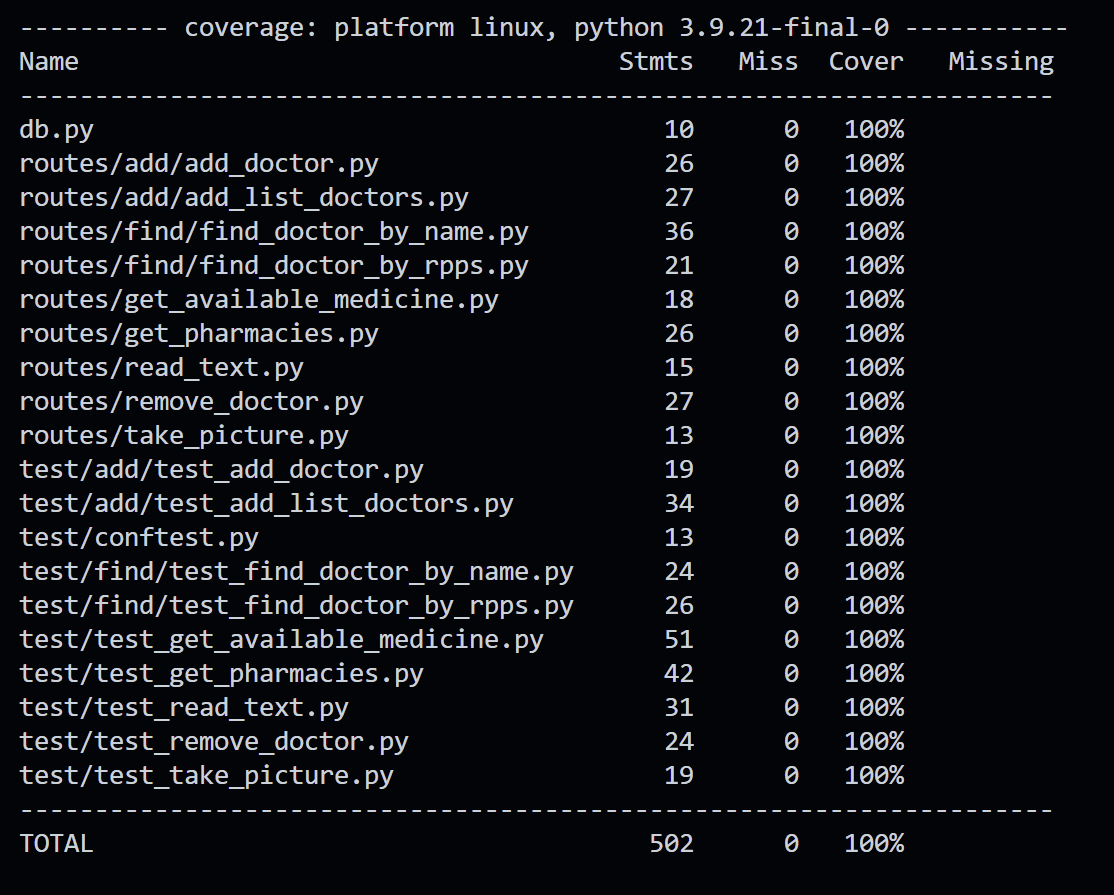 ---------- coverage: platform linux, python 3.9.21-final-0 -----------
Name                                    Stmts   Miss  Cover   Missing
---------------------------------------------------------------------
db.py                                      10      0   100%
routes/add/add_doctor.py                   26      0   100%
routes/add/add_list_doctors.py             27      0   100%
routes/find/find_doctor_by_name.py         36      0   100%
routes/find/find_doctor_by_rpps.py         21      0   100%
routes/get_available_medicine.py           18      0   100%
routes/get_pharmacies.py                   26      0   100%
routes/read_text.py                        15      0   100%
routes/remove_doctor.py                    27      0   100%
routes/take_picture.py                     13      0   100%
test/add/test_add_doctor.py                19      0   100%
test/add/test_add_list_doctors.py          34      0   100%
test/conftest.py                           13      0   100%
test/find/test_find_doctor_by_name.py      24      0   100%
test/find/test_find_doctor_by_rpps.py      26      0   100%
test/test_get_available_medicine.py        51      0   100%
test/test_get_pharmacies.py                42      0   100%
test/test_read_text.py                     31      0   100%
test/test_remove_doctor.py                 24      0   100%
test/test_take_picture.py                  19      0   100%
---------------------------------------------------------------------
TOTAL                                     502      0   100%